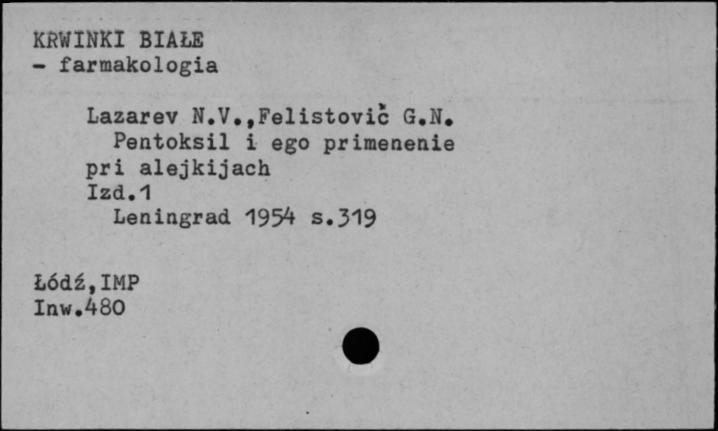 KRWINKI BIAŁE
- farmakologia
Lazarev N.V.,Felistovič G.N.
Pentoksil i ego primenenie
pri alejkijach
Izd.1
Leningrad 1954 s.319
Łódź,IMP
Inw.480